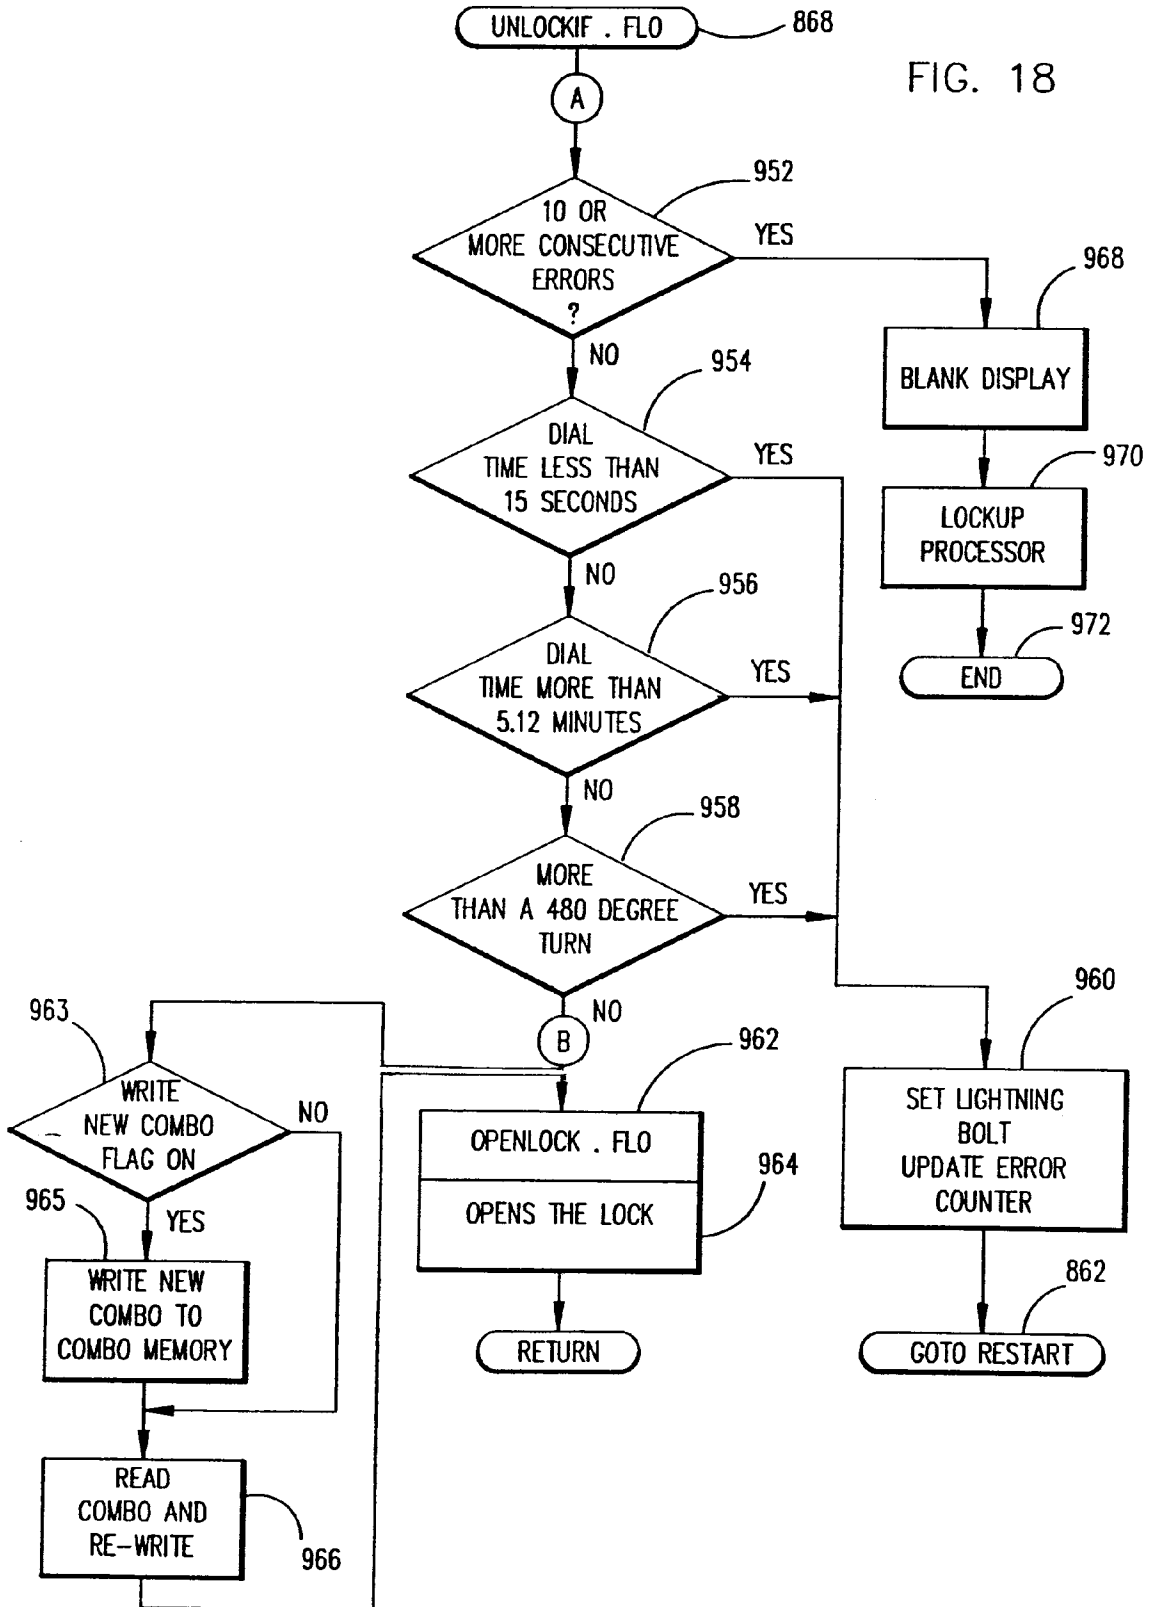 UNLOCKIF . FLO
868
FIG. 18
A
952
10 OR
MORE CONSECUTIVE
ERRORS
?
YES
NO
968
BLANK DISPLAY
954
DIAL
TIME LESS THAN
15 SECONDS
YES
NO
970
LOCKUP
PROCESSOR
956
DIAL
TIME MORE THAN
5.12 MINUTES
YES
NO
972
END
958
MORE
THAN A 480 DEGREE
TURN
YES
NO
B
963
WRITE
NEW COMBO
FLAG ON
NO
YES
962
OPENLOCK . FLO
964
OPENS THE LOCK
RETURN
960
SET LIGHTNING
BOLT
UPDATE ERROR
COUNTER
862
GOTO RESTART
965
WRITE NEW
COMBO TO
COMBO MEMORY
READ
COMBO AND
RE-WRITE
966